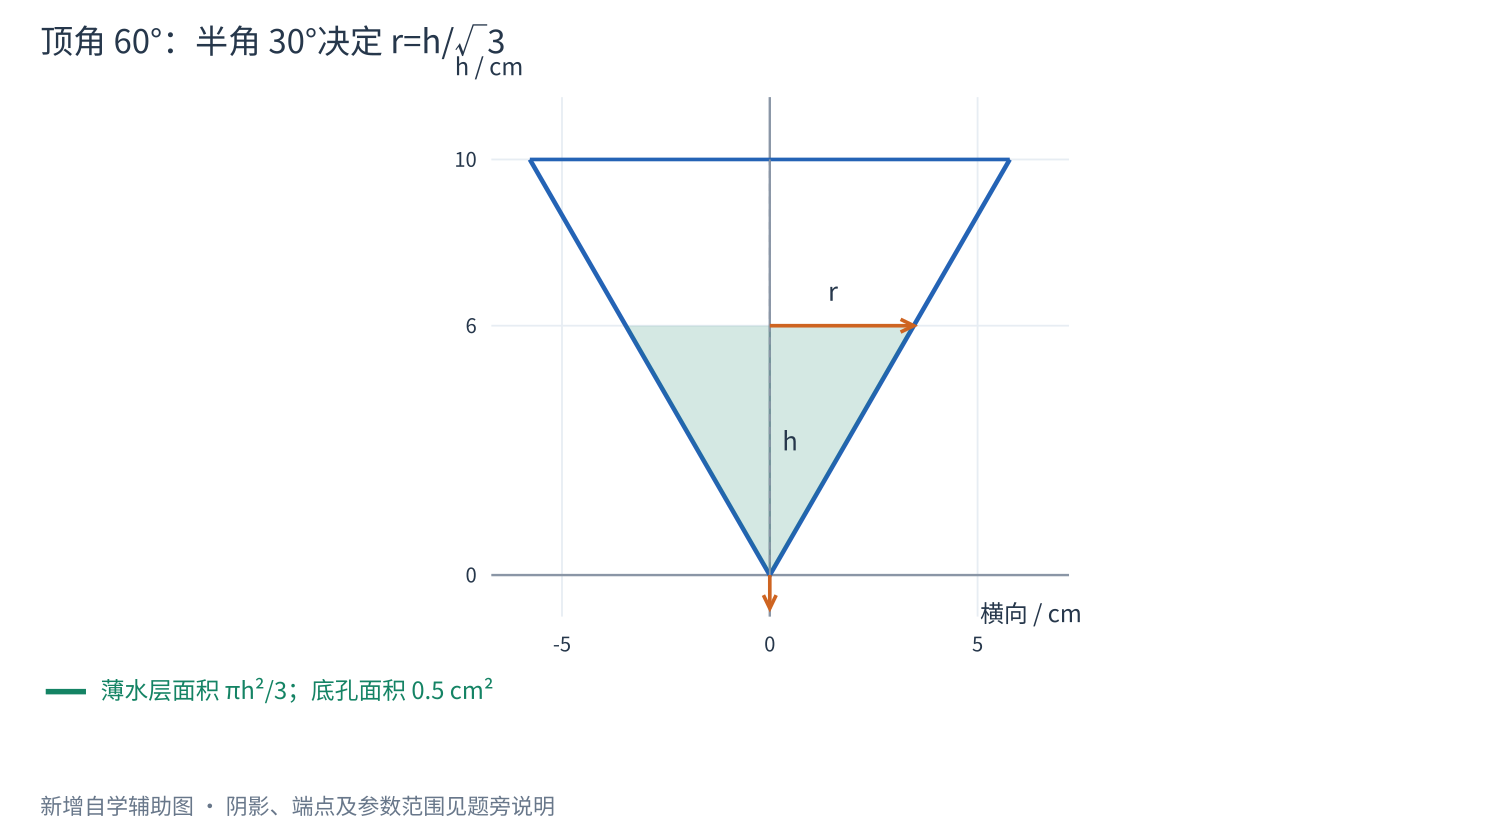 顶角 60°：半角 30°决定 r=h/√3
h / cm
10
r
6
h
0
横向 / cm
-5 0 5
薄水层面积 πh²/3；底孔面积 0.5 cm²
新增自学辅助图 · 阴影、端点及参数范围见题旁说明